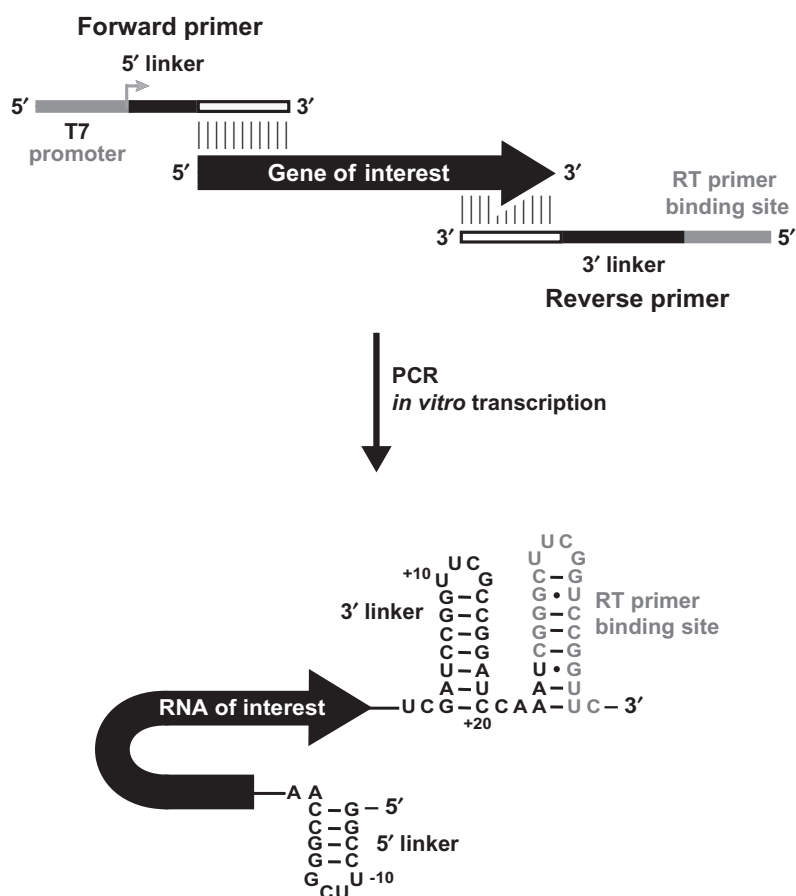 Forward primer
5′ linker
5′ 3′
T7
promoter
5′ Gene of interest 3′
RT primer
binding site
3′ 5′
3′ linker
Reverse primer
PCR
in vitro transcription
U C
U C U G
+10 U G C – G
G – C G • U
3′ linker G – C G – C RT primer
C – G G – C binding site
C – G C – G
U – A U • G
A – U A – U
RNA of interest U C G – C C A A A – U C – 3′
+20
A A
C – G – 5′
C – G
G – C 5′ linker
G – C
G U -10
C U